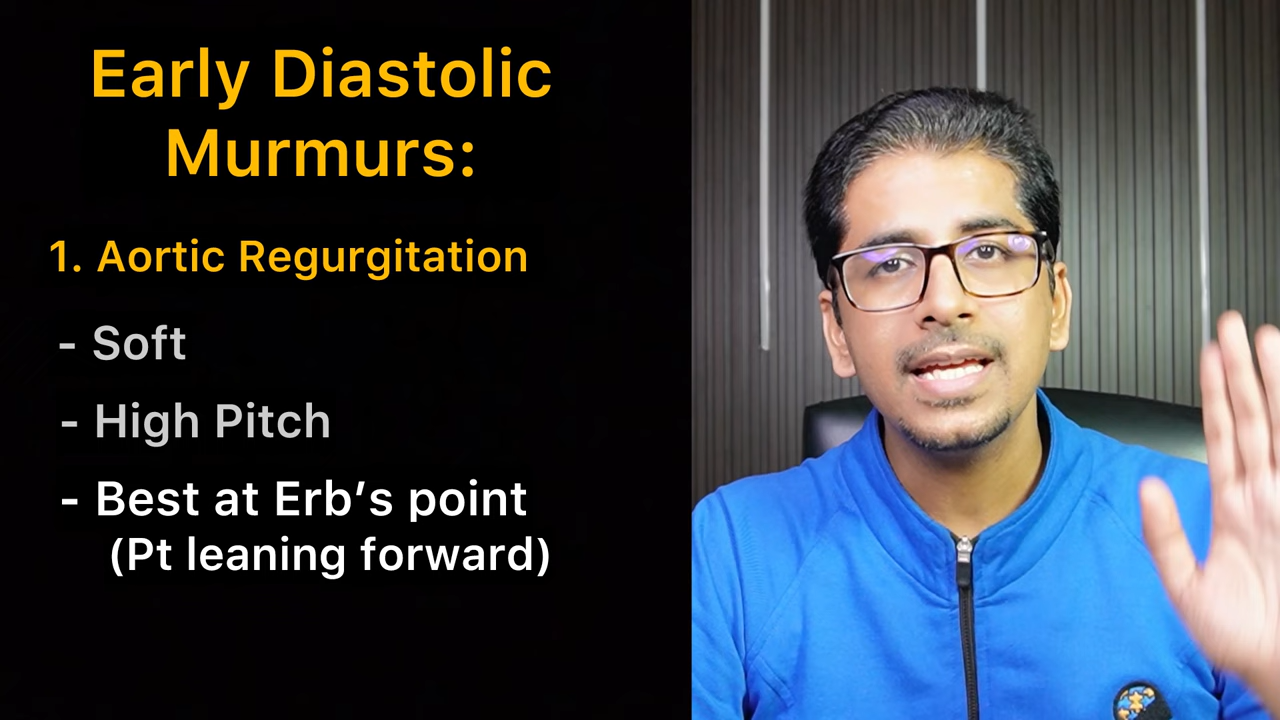 Early Diastolic
Murmurs:
1. Aortic Regurgitation
- Soft
- High Pitch
- Best at Erb’s point
(Pt leaning forward)